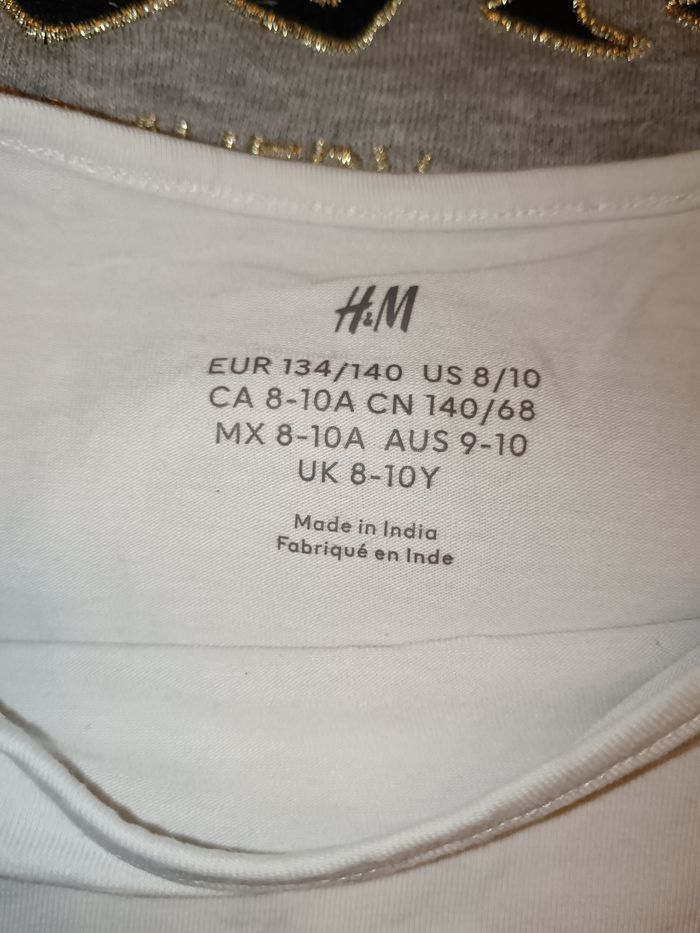 H&M
EUR 134/140 US 8/10
CA 8-10A CN 140/68
MX 8-10A AUS 9-10
UK 8-10Y
Made in India
Fabriqué en Inde